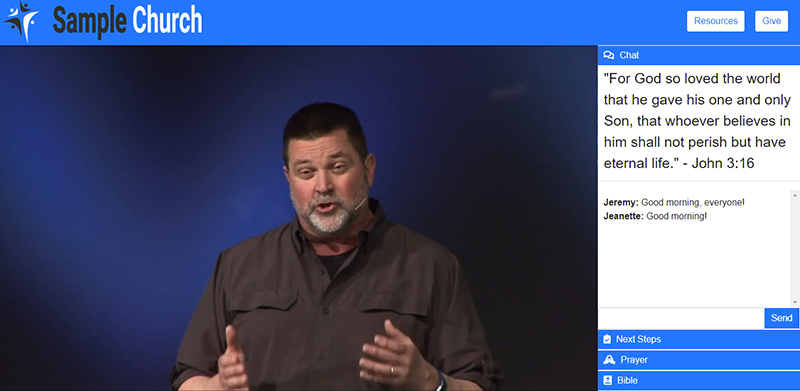 Sample Church
Resources
Give
Chat
"For God so loved the world
that he gave his one and only
Son, that whoever believes in
him shall not perish but have
eternal life." - John 3:16
Jeremy: Good morning, everyone!
Jeanette: Good morning!
Send
Next Steps
Prayer
Bible